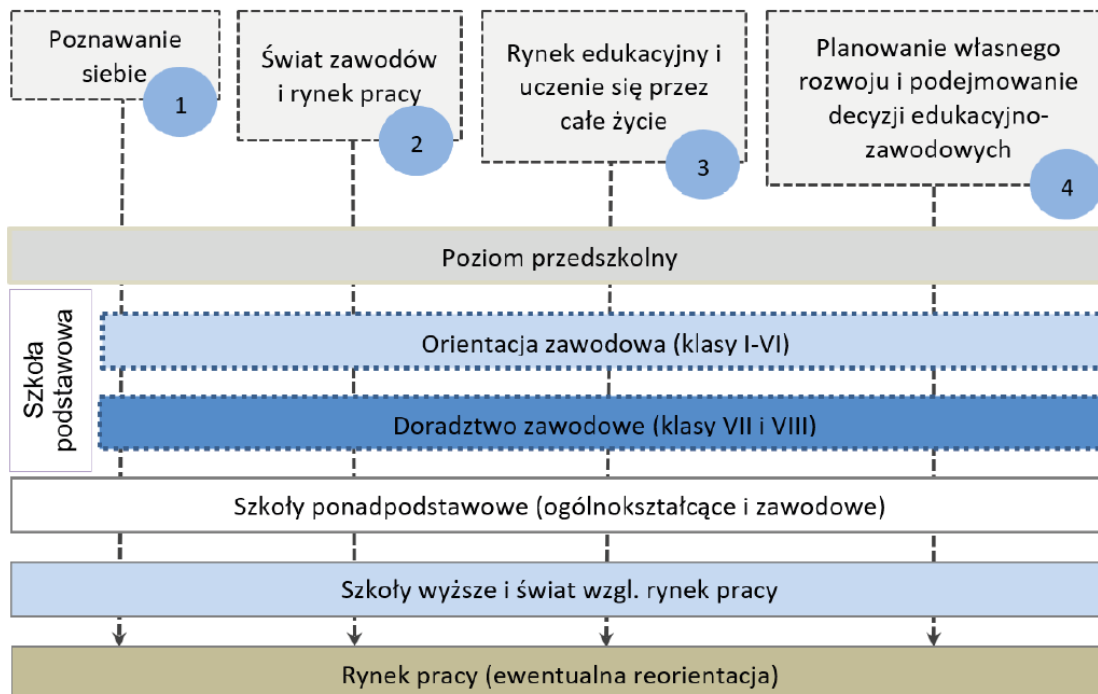 Poznawanie
siebie
1
Świat zawodów
i rynek pracy
2
Rynek edukacyjny i
uczenie się przez
całe życie
3
Planowanie własnego
rozwoju i podejmowanie
decyzji edukacyjno-
zawodowych
4
Poziom przedszkolny
Szkoła
podstawowa
Orientacja zawodowa (klasy I-VI)
Doradztwo zawodowe (klasy VII i VIII)
Szkoły ponadpodstawowe (ogólnokształcące i zawodowe)
Szkoły wyższe i świat wzgl. rynek pracy
Rynek pracy (ewentualna reorientacja)